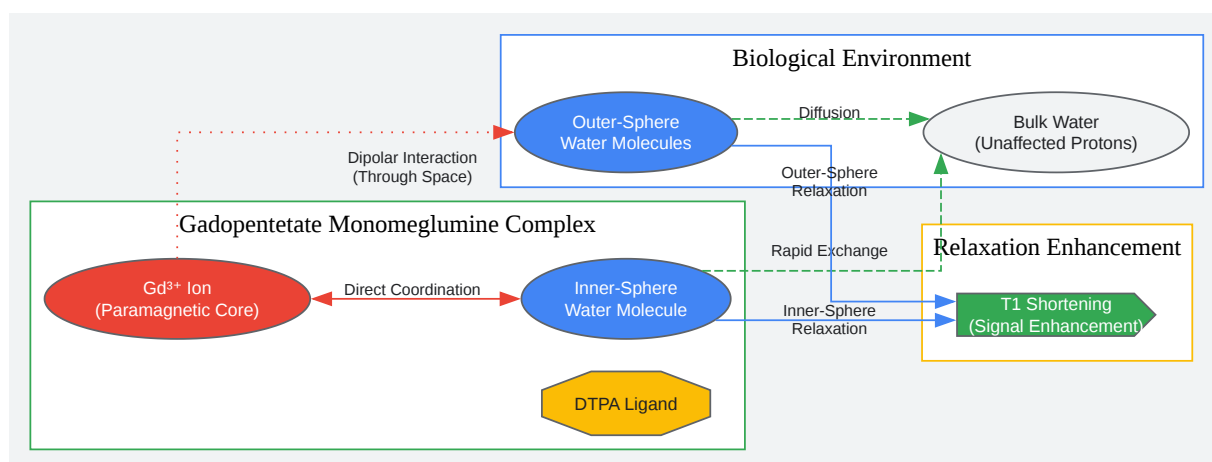 Biological Environment
Outer-Sphere
Water Molecules
Diffusion
Bulk Water
(Unaffected Protons)
Dipolar Interaction
(Through Space)
Outer-Sphere
Relaxation
Gadopentetate Monomeglumine Complex
Rapid Exchange
Relaxation Enhancement
Gd³⁺ Ion
(Paramagnetic Core)
Direct Coordination
Inner-Sphere
Water Molecule
Inner-Sphere
Relaxation
T1 Shortening
(Signal Enhancement)
DTPA Ligand